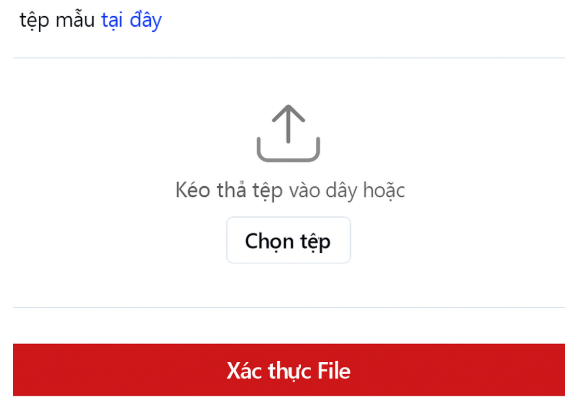 tệp mẫu tại đây
Kéo thả tệp vào dây hoặc
Chọn tệp
Xác thực File